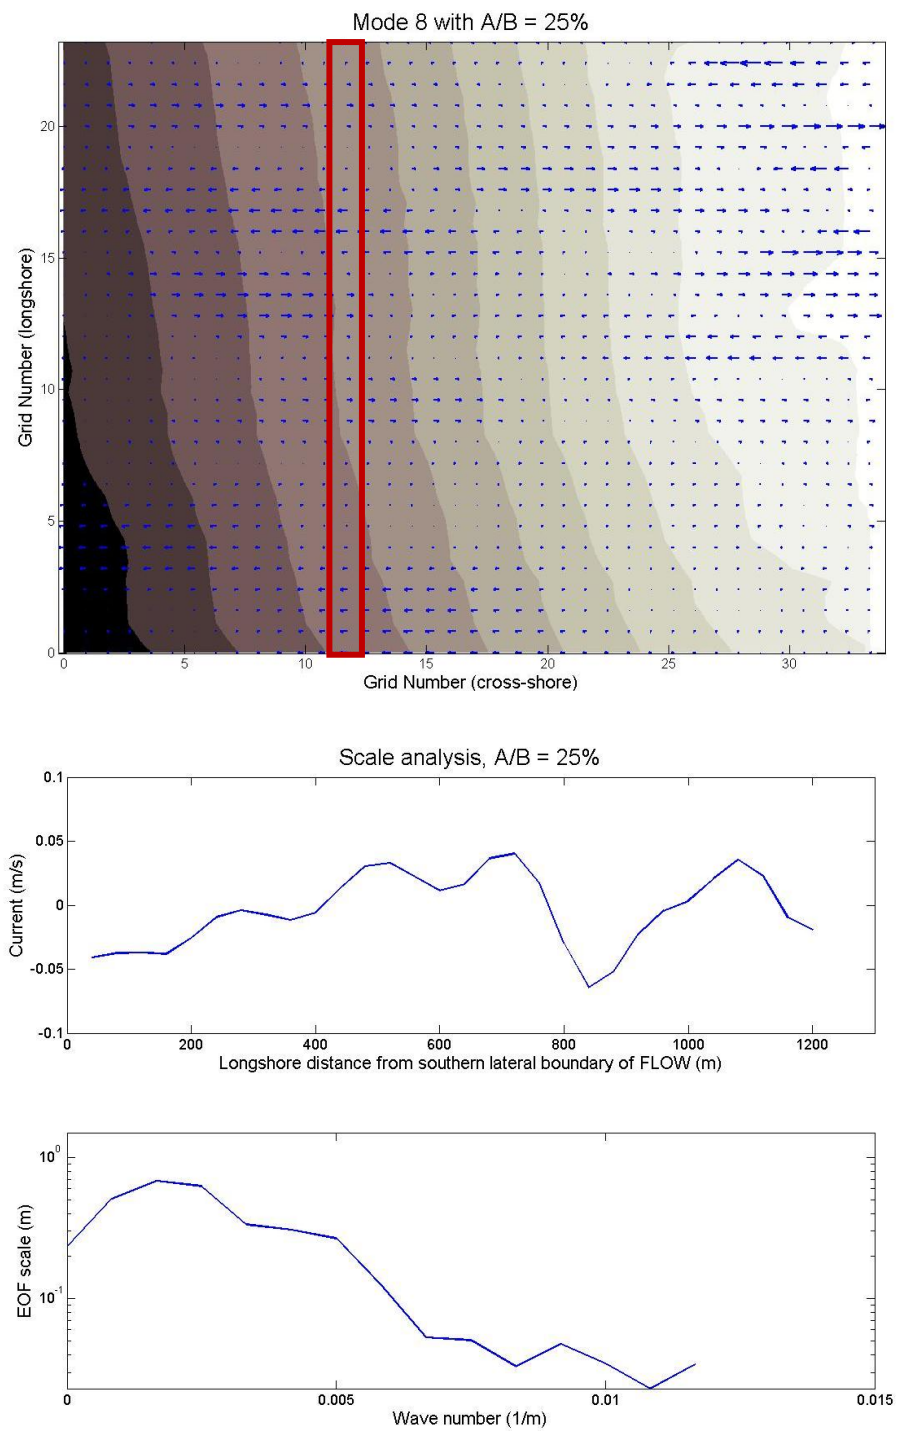 Mode 8 with A/B = 25%
20
15
10
5
0
Grid Number (longshore)
0 5 10 15 20 25 30
Grid Number (cross-shore)
Scale analysis, A/B = 25%
0.1
0.05
0
-0.05
-0.1
Current (m/s)
0 200 400 600 800 1000 1200
Longshore distance from southern lateral boundary of FLOW (m)
10^0
10^-1
EOF scale (m)
0 0.005 0.01 0.015
Wave number (1/m)